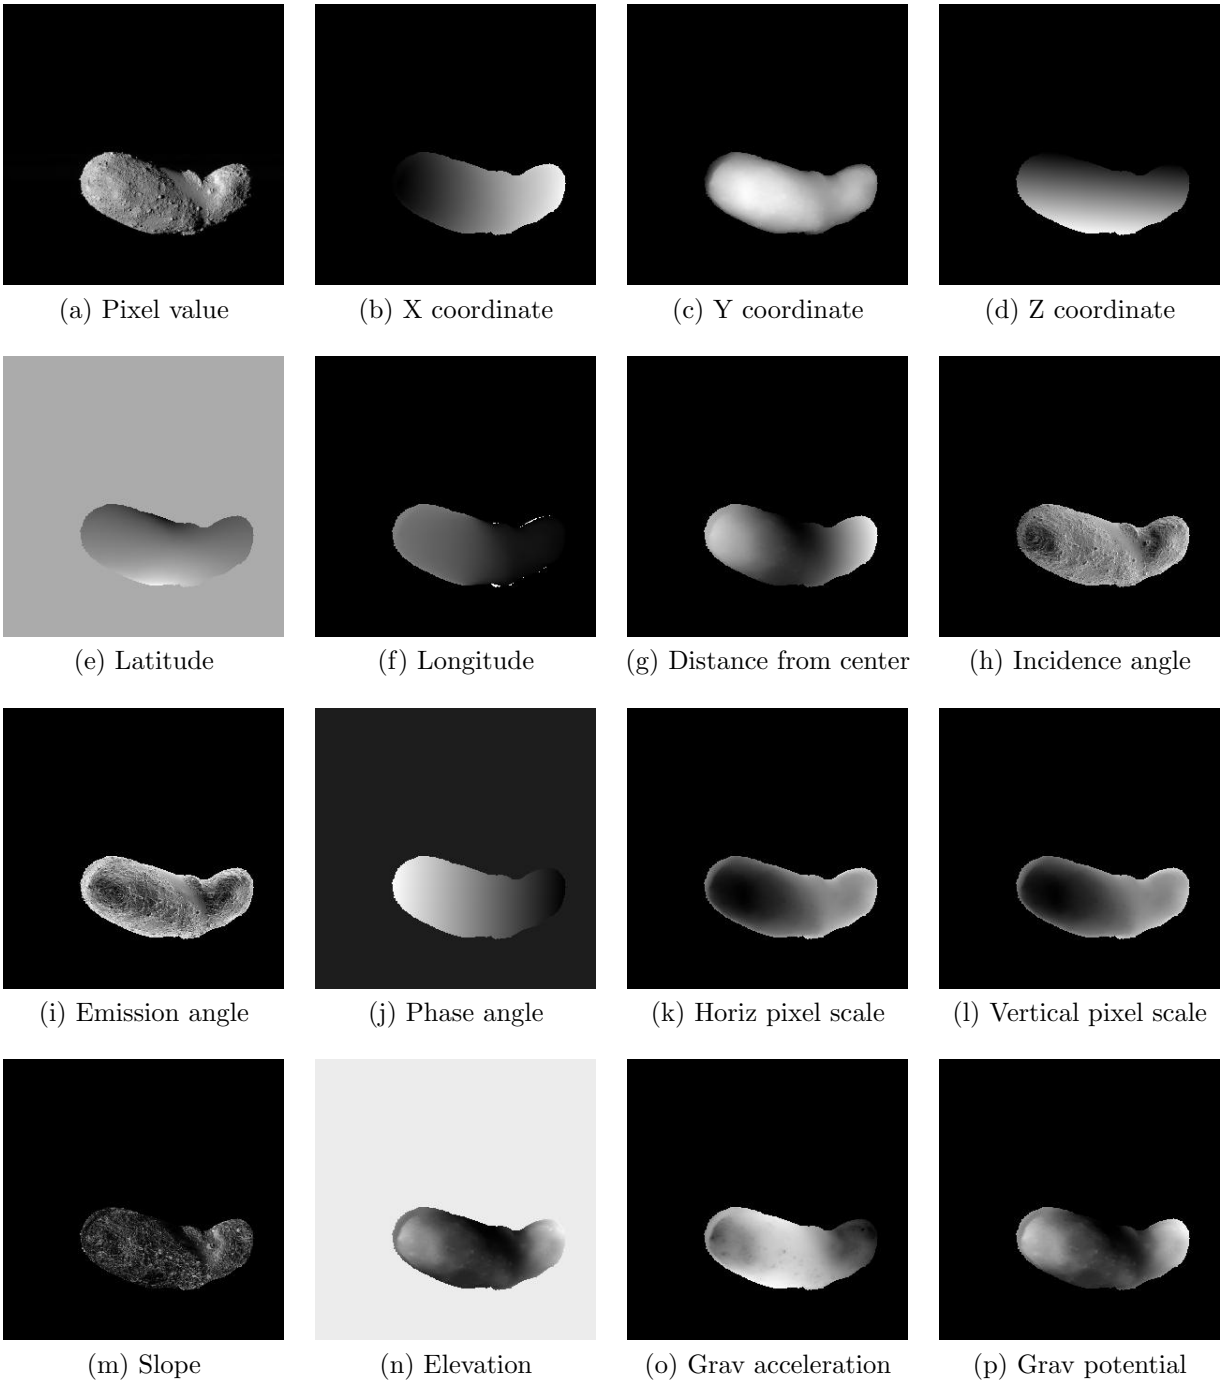 (a) Pixel value
(b) X coordinate
(c) Y coordinate
(d) Z coordinate
(e) Latitude
(f) Longitude
(g) Distance from center
(h) Incidence angle
(i) Emission angle
(j) Phase angle
(k) Horiz pixel scale
(l) Vertical pixel scale
(m) Slope
(n) Elevation
(o) Grav acceleration
(p) Grav potential